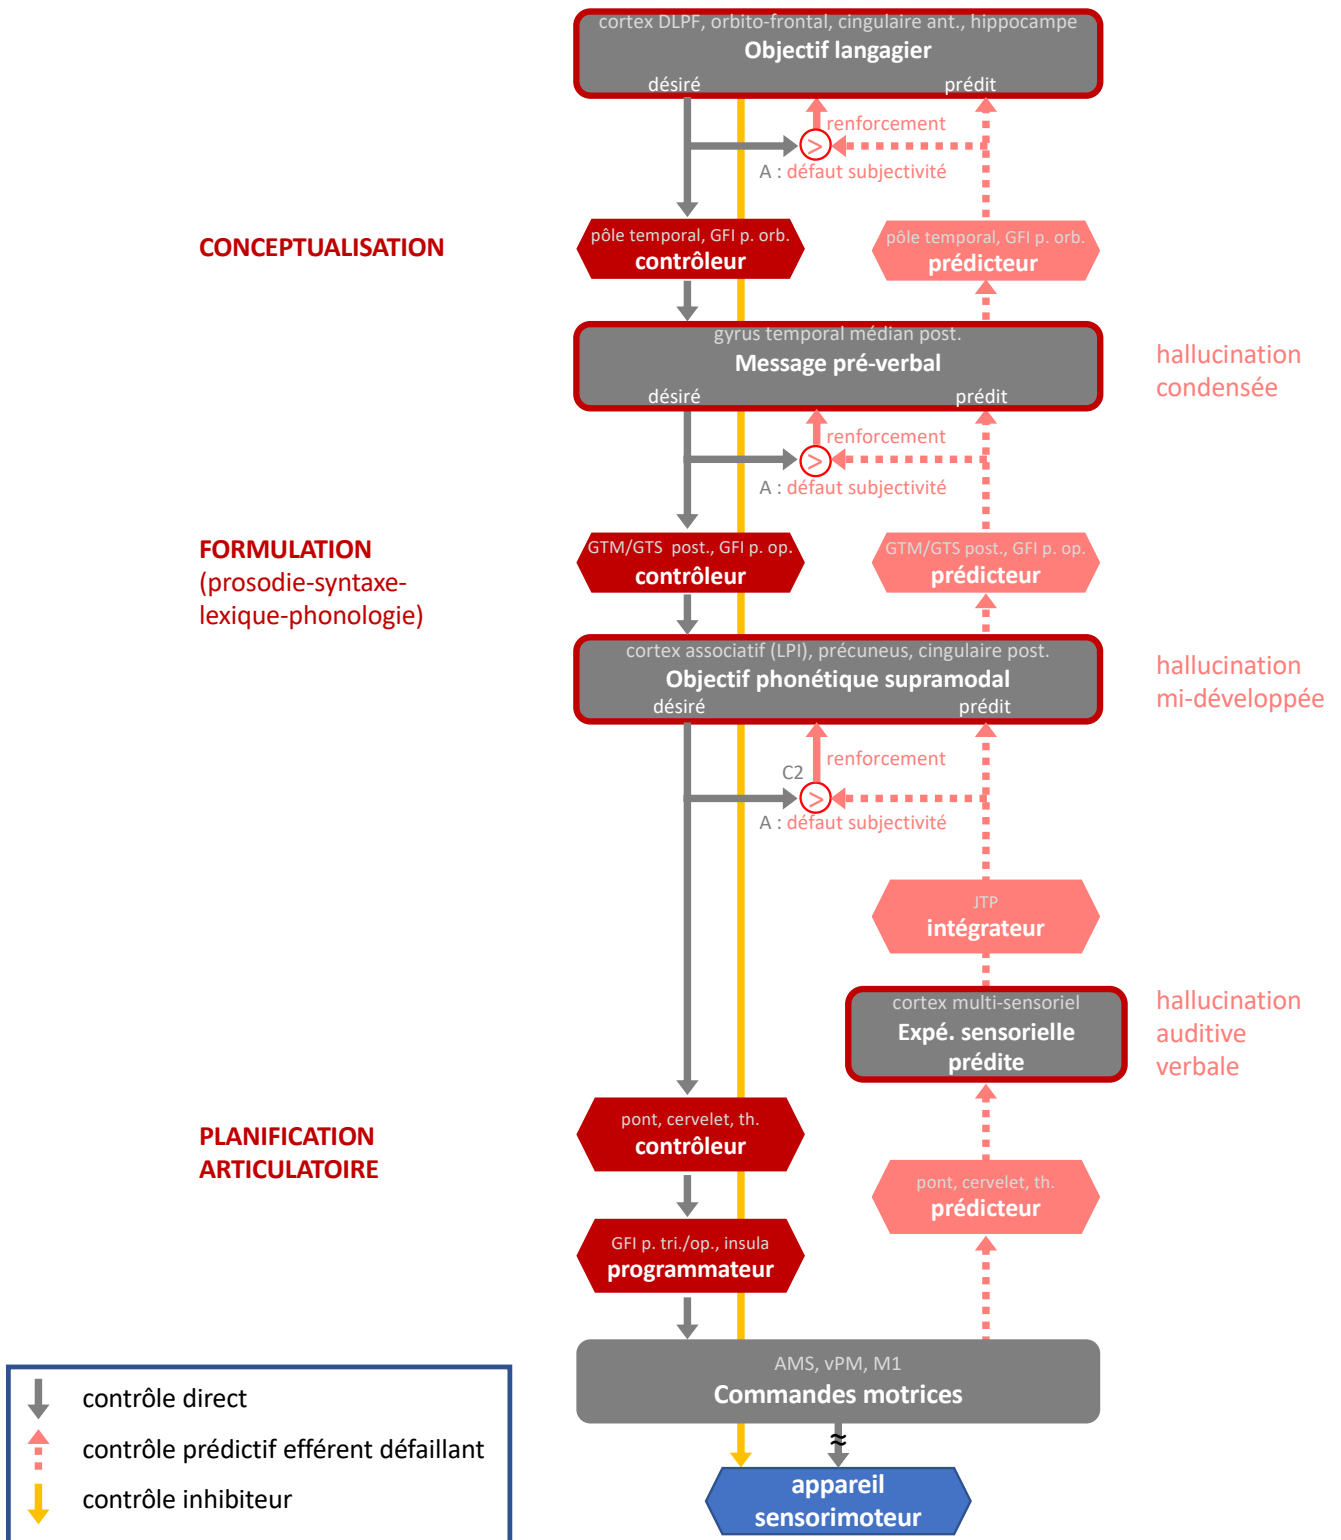 cortex DLPF, orbito-frontal, cingulaire ant., hippocampe
Objectif langagier
désiré
prédit
renforcement
>
A : défaut subjectivité
CONCEPTUALISATION
pôle temporal, GFI p. orb.
contrôleur
pôle temporal, GFI p. orb.
prédicteur
gyrus temporal médian post.
Message pré-verbal
désiré
prédit
hallucination
condensée
renforcement
>
A : défaut subjectivité
FORMULATION
(prosodie-syntaxe-
lexique-phonologie)
GTM/GTS post., GFI p. op.
contrôleur
GTM/GTS post., GFI p. op.
prédicteur
cortex associatif (LPI), précuneus, cingulaire post.
Objectif phonétique supramodal
désiré
prédit
hallucination
mi-développée
renforcement
C2
>
A : défaut subjectivité
JTP
intégrateur
cortex multi-sensoriel
Expé. sensorielle
prédite
hallucination
auditive
verbale
PLANIFICATION
ARTICULATOIRE
pont, cervelet, th.
contrôleur
pont, cervelet, th.
prédicteur
GFI p. tri./op., insula
programmateur
AMS, vPM, M1
Commandes motrices
≈
appareil
sensorimoteur
contrôle direct
contrôle prédictif efférent défaillant
contrôle inhibiteur